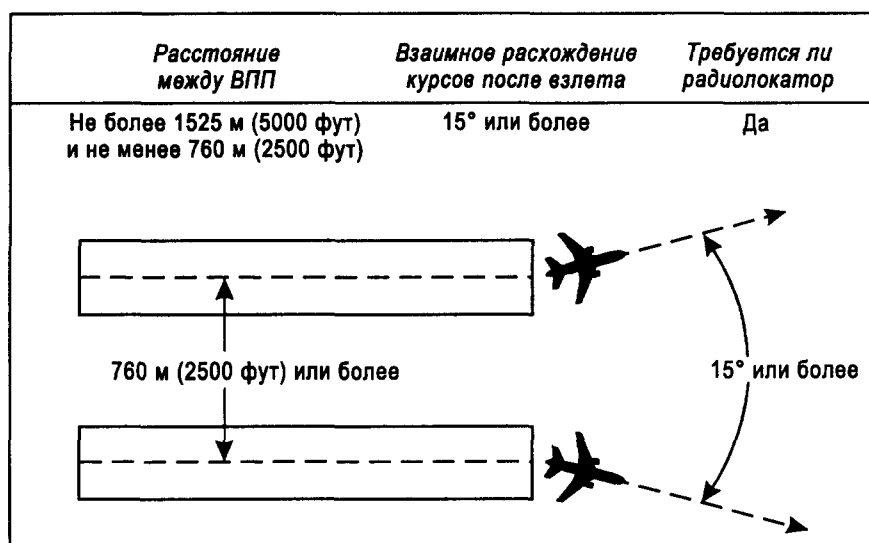 Расстояние между ВПП
Взаимное расхождение курсов после взлета
Требуется ли радиолокатор
Не более 1525 м (5000 фут)
и не менее 760 м (2500 фут)
15° или более
Да
760 м (2500 фут) или более
15° или более